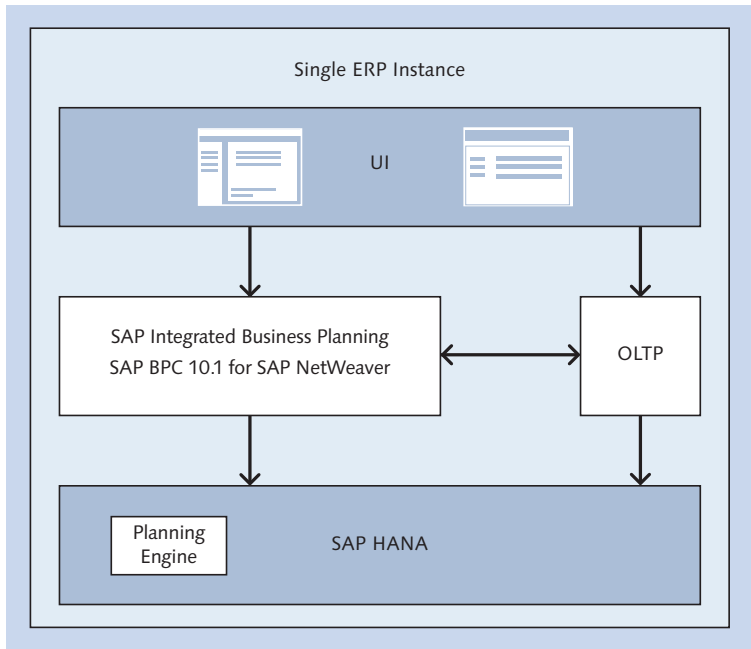 Single ERP Instance
UI
SAP Integrated Business Planning
SAP BPC 10.1 for SAP NetWeaver
OLTP
Planning
Engine
SAP HANA